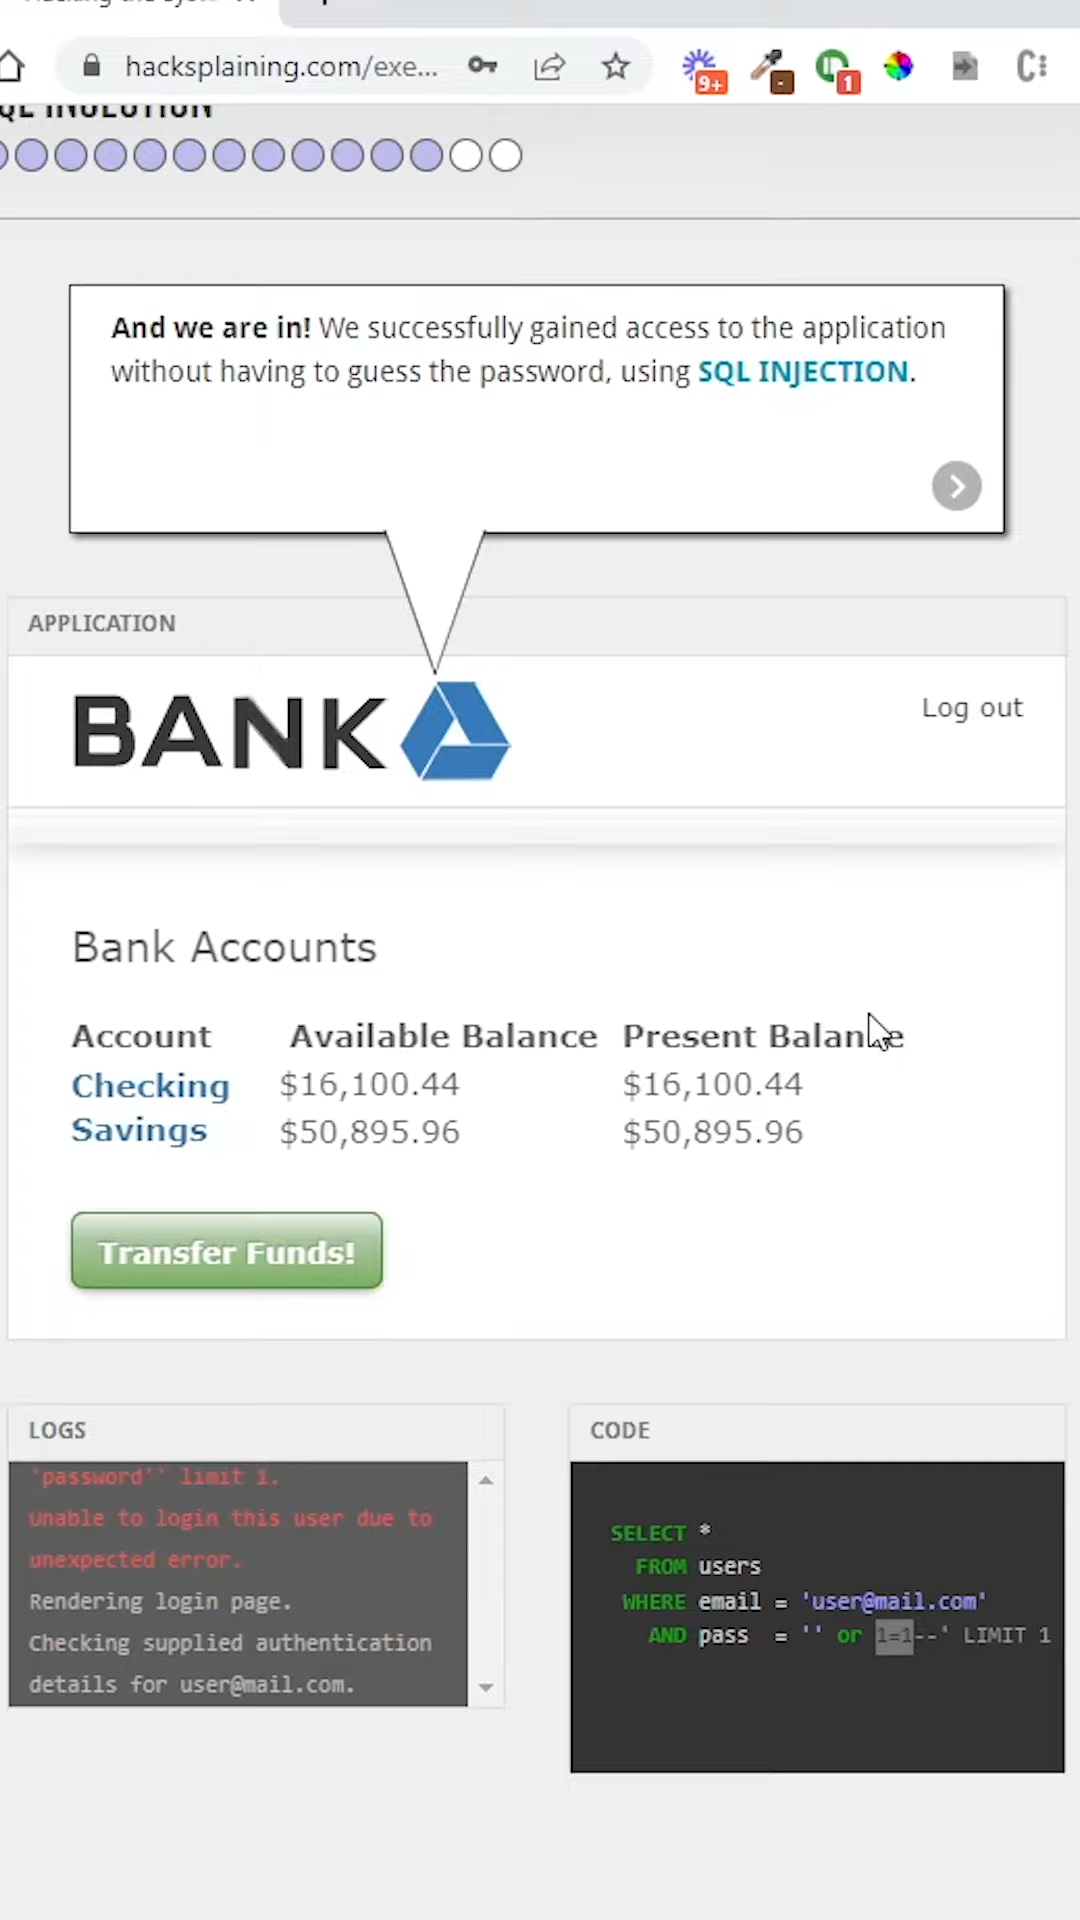 hacksplaining.com/exe...
9+
1
SQL INJECTION
And we are in! We successfully gained access to the application
without having to guess the password, using SQL INJECTION.
APPLICATION
BANK
Log out
Bank Accounts
Account Available Balance Present Balance
Checking $16,100.44 $16,100.44
Savings $50,895.96 $50,895.96
Transfer Funds!
LOGS
'password'' limit 1.
Unable to login this user due to
unexpected error.
Rendering login page.
Checking supplied authentication
details for user@mail.com.
CODE
SELECT *
FROM users
WHERE email = 'user@mail.com'
AND pass = '' or 1=1--' LIMIT 1